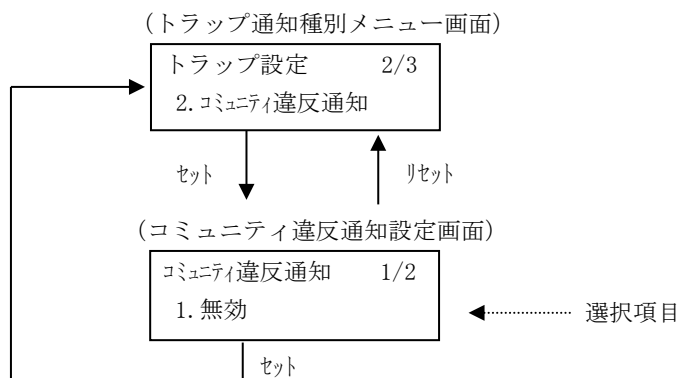 (トラップ通知種別メニュー画面)
トラップ設定 2/3
2.ｺﾐｭﾆﾃｨ違反通知
ｾｯﾄ ﾘｾｯﾄ
(コミュニティ違反通知設定画面)
ｺﾐｭﾆﾃｨ違反通知 1/2
1.無効
選択項目
ｾｯﾄ